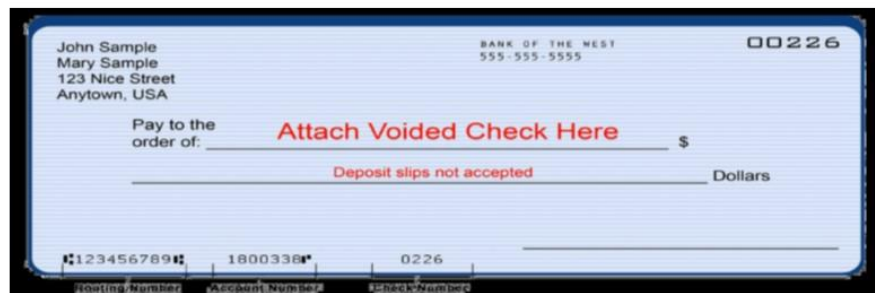 John Sample
Mary Sample
123 Nice Street
Anytown, USA
BANK OF THE WEST
555-555-5555
00226
Pay to the
order of:
Attach Voided Check Here
$
Deposit slips not accepted
Dollars
⑆123456789⑆ 1800338⑈ 0226
Routing Number Account Number Check Number